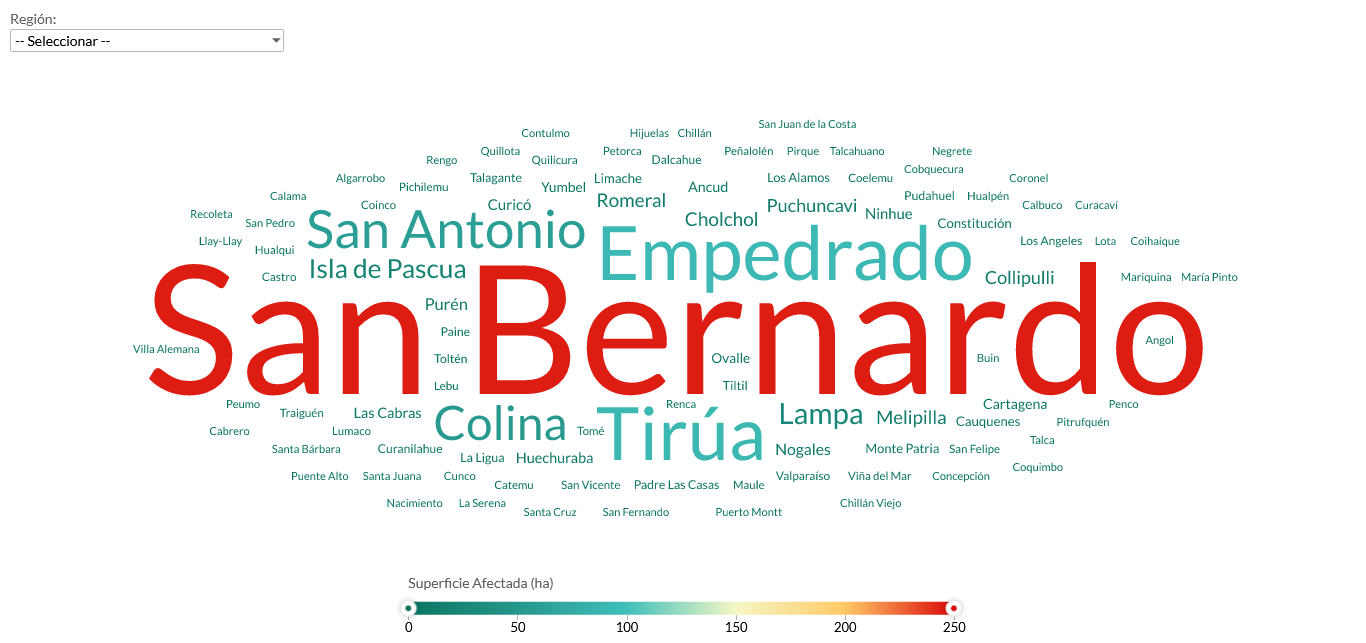 Región:
-- Seleccionar --
San Juan de la Costa
Contulmo Hijuelas Chillán
Quillota Petorca Peñalolén Pirque Talcahuano Negrete
Rengo Quilicura Dalcahue
Cobquecura
Algarrobo Talagante Limache Los Alamos Coelemu Coronel
Pichilemu Yumbel Ancud
Calama Romeral Pudahuel Hualpén
Coinco Curicó Puchuncavi Calbuco Curacaví
Recoleta Cholchol Ninhue
San Pedro San Antonio Constitución
Llay-Llay Los Angeles Lota Coihaique
Hualqui Empedrado
Castro Isla de Pascua Collipulli Mariquina María Pinto
Purén
Paine
San Bernardo
Angol
Villa Alemana
Toltén Ovalle Buin
Lebu Tiltil
Peumo Renca Cartagena Penco
Traiguén Las Cabras Lampa Melipilla
Cauquenes Pitrufquén
Cabrero Lumaco Colina Tomé Tirúa
Talca
Santa Bárbara Curanilahue Nogales Monte Patria San Felipe
La Ligua Huechuraba
Coquimbo
Puente Alto Santa Juana Cunco Valparaíso Viña del Mar Concepción
Catemu San Vicente Padre Las Casas Maule
Nacimiento La Serena Chillán Viejo
Santa Cruz San Fernando Puerto Montt
Superficie Afectada (ha)
0 50 100 150 200 250